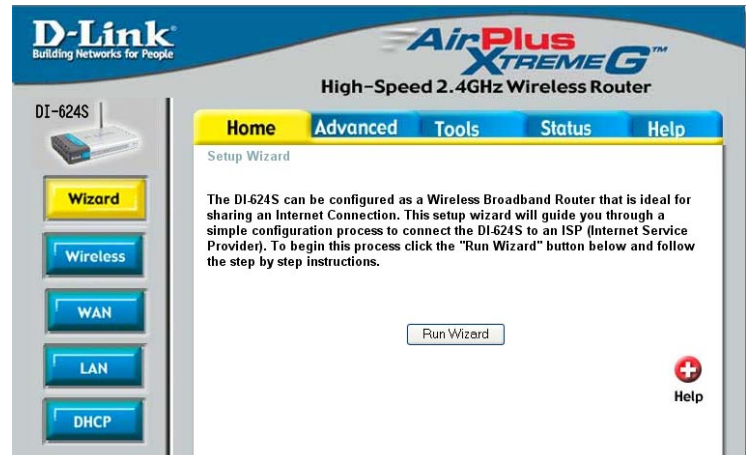 D-Link
Building Networks for People
AirPlus
XTREME G™
High-Speed 2.4GHz Wireless Router
DI-624S
Home
Advanced
Tools
Status
Help
Wizard
Wireless
WAN
LAN
DHCP
Setup Wizard
The DI-624S can be configured as a Wireless Broadband Router that is ideal for
sharing an Internet Connection. This setup wizard will guide you through a
simple configuration process to connect the DI-624S to an ISP (Internet Service
Provider). To begin this process click the "Run Wizard" button below and follow
the step by step instructions.
Run Wizard
Help